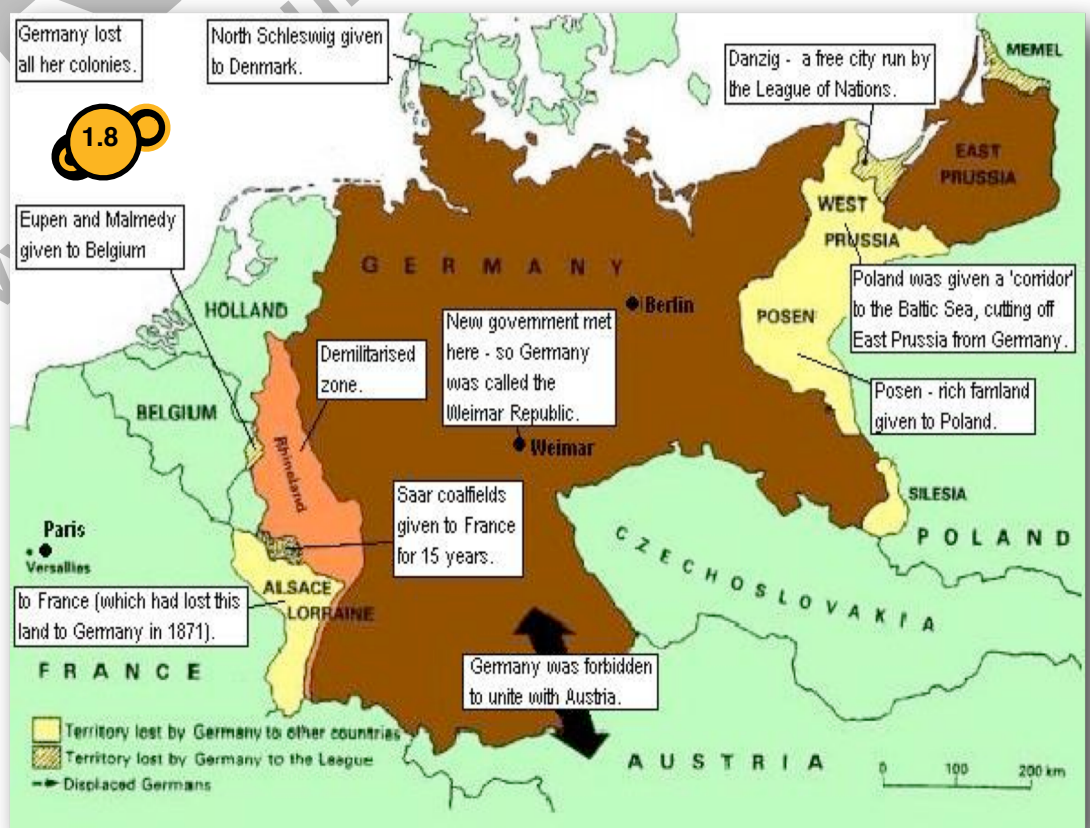 Germany lost
all her colonies.
North Schleswig given
to Denmark.
Danzig - a free city run by
the League of Nations.
MEMEL
1.8
EAST
PRUSSIA
WEST
PRUSSIA
Eupen and Malmedy
given to Belgium
GERMANY
Berlin
Poland was given a 'corridor'
to the Baltic Sea, cutting off
East Prussia from Germany.
HOLLAND
POSEN
New government met
here - so Germany
was called the
Weimar Republic.
Demilitarised
zone.
BELGIUM
Posen - rich famland
given to Poland.
Weimar
Rhineland
Saar coalfields
given to France
for 15 years.
SILESIA
POLAND
Paris
Versallies
CZECHOSLOVAKIA
ALSACE
LORRAINE
to France (which had lost this
land to Germany in 1871).
FRANCE
Germany was forbidden
to unite with Austria.
Territory lost by Germany to other countries
Territory lost by Germany to the League
Displaced Germans
AUSTRIA
0 100 200 km